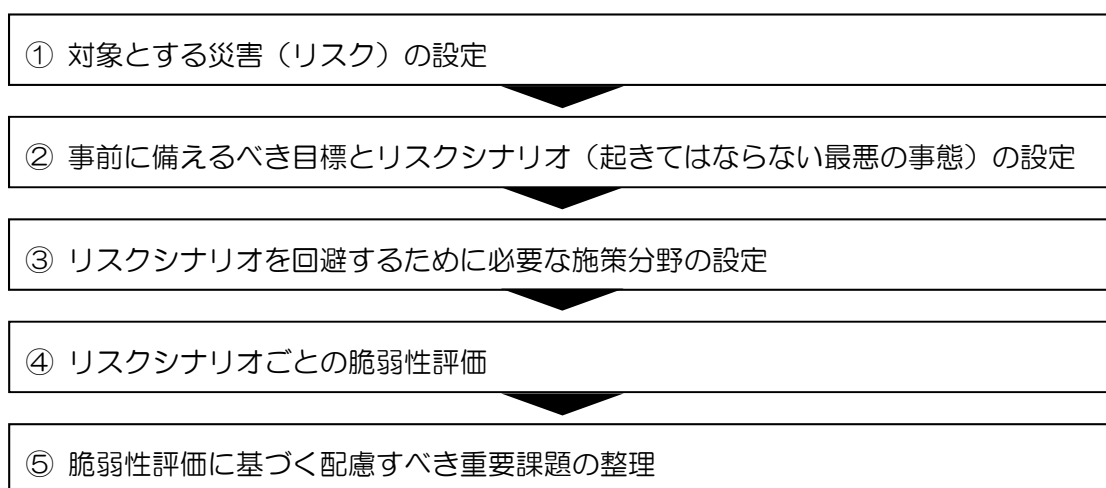 ① 対象とする災害（リスク）の設定
② 事前に備えるべき目標とリスクシナリオ（起きてはならない最悪の事態）の設定
③ リスクシナリオを回避するために必要な施策分野の設定
④ リスクシナリオごとの脆弱性評価
⑤ 脆弱性評価に基づく配慮すべき重要課題の整理